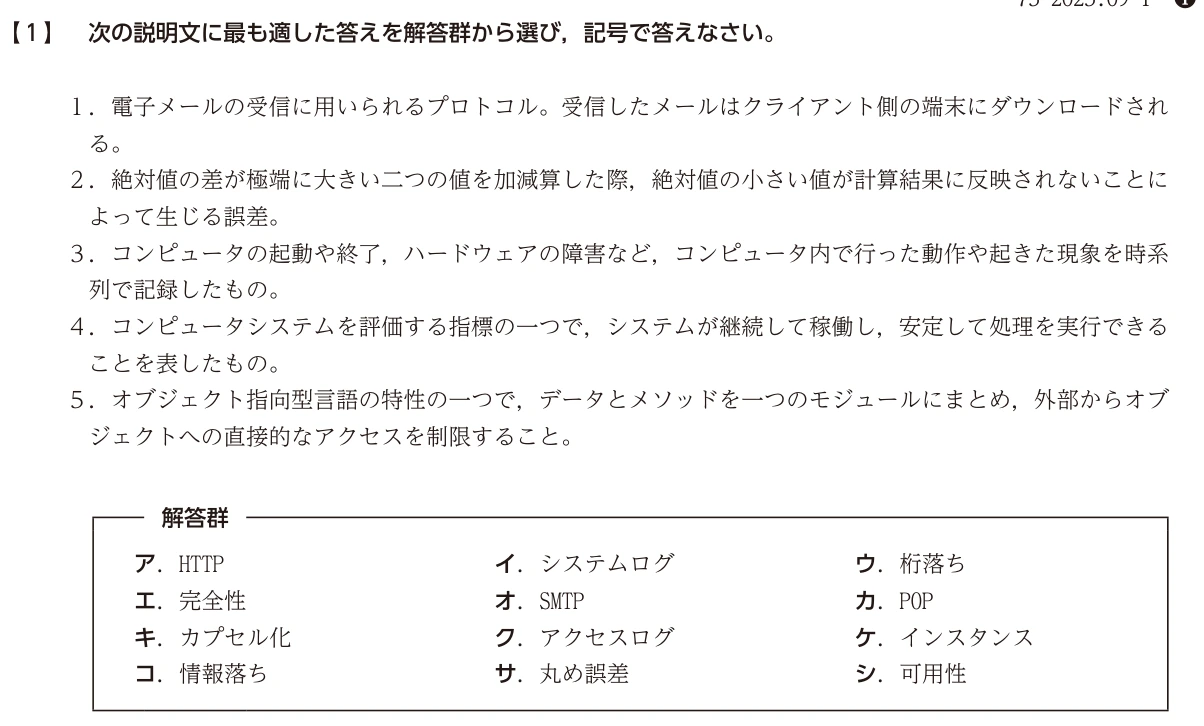 【1】 次の説明文に最も適した答えを解答群から選び，記号で答えなさい。
1．電子メールの受信に用いられるプロトコル。受信したメールはクライアント側の端末にダウンロードされ
る。
2．絶対値の差が極端に大きい二つの値を加減算した際，絶対値の小さい値が計算結果に反映されないことに
よって生じる誤差。
3．コンピュータの起動や終了，ハードウェアの障害など，コンピュータ内で行った動作や起きた現象を時系
列で記録したもの。
4．コンピュータシステムを評価する指標の一つで，システムが継続して稼働し，安定して処理を実行できる
ことを表したもの。
5．オブジェクト指向型言語の特性の一つで，データとメソッドを一つのモジュールにまとめ，外部からオブ
ジェクトへの直接的なアクセスを制限すること。
解答群
ア．HTTP イ．システムログ ウ．桁落ち
エ．完全性 オ．SMTP カ．POP
キ．カプセル化 ク．アクセスログ ケ．インスタンス
コ．情報落ち サ．丸め誤差 シ．可用性